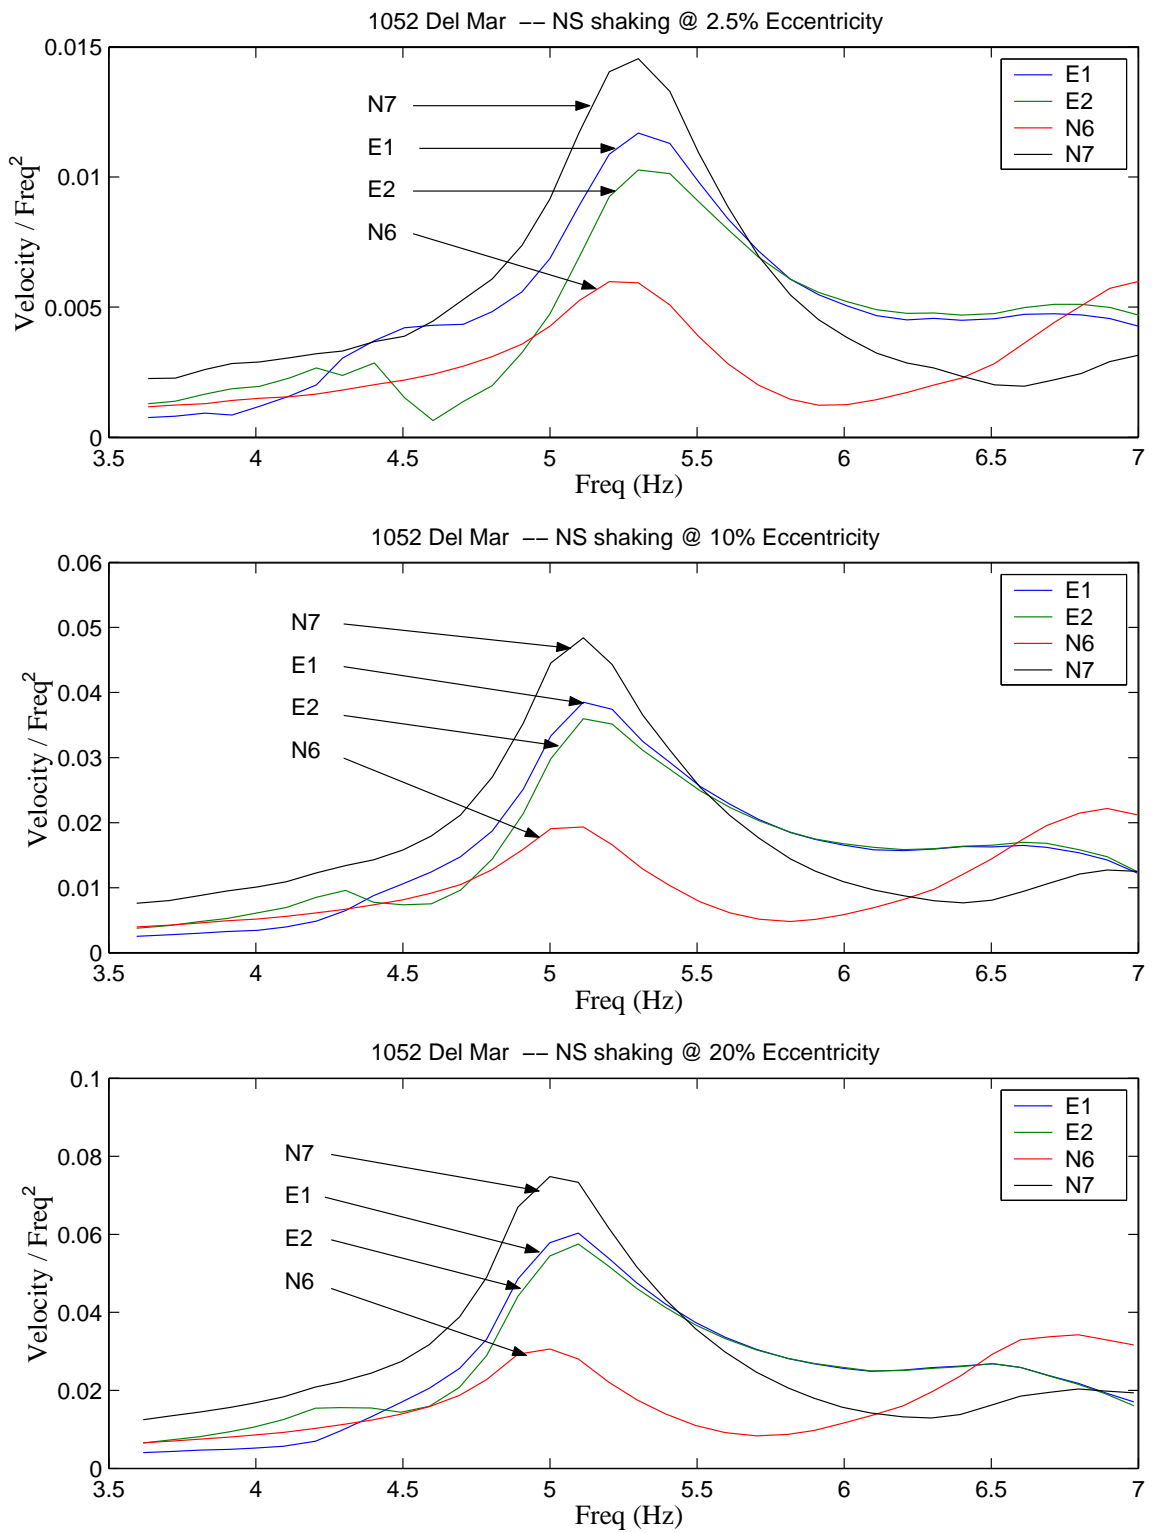 1052 Del Mar −− NS shaking @ 2.5% Eccentricity
0.015
0.01
0.005
0
Velocity / Freq²
N7
E1
E2
N6
E1
E2
N6
N7
3.5 4 4.5 5 5.5 6 6.5 7
Freq (Hz)
1052 Del Mar −− NS shaking @ 10% Eccentricity
0.06
0.05
0.04
0.03
0.02
0.01
0
Velocity / Freq²
N7
E1
E2
N6
E1
E2
N6
N7
3.5 4 4.5 5 5.5 6 6.5 7
Freq (Hz)
1052 Del Mar −− NS shaking @ 20% Eccentricity
0.1
0.08
0.06
0.04
0.02
0
Velocity / Freq²
N7
E1
E2
N6
E1
E2
N6
N7
3.5 4 4.5 5 5.5 6 6.5 7
Freq (Hz)